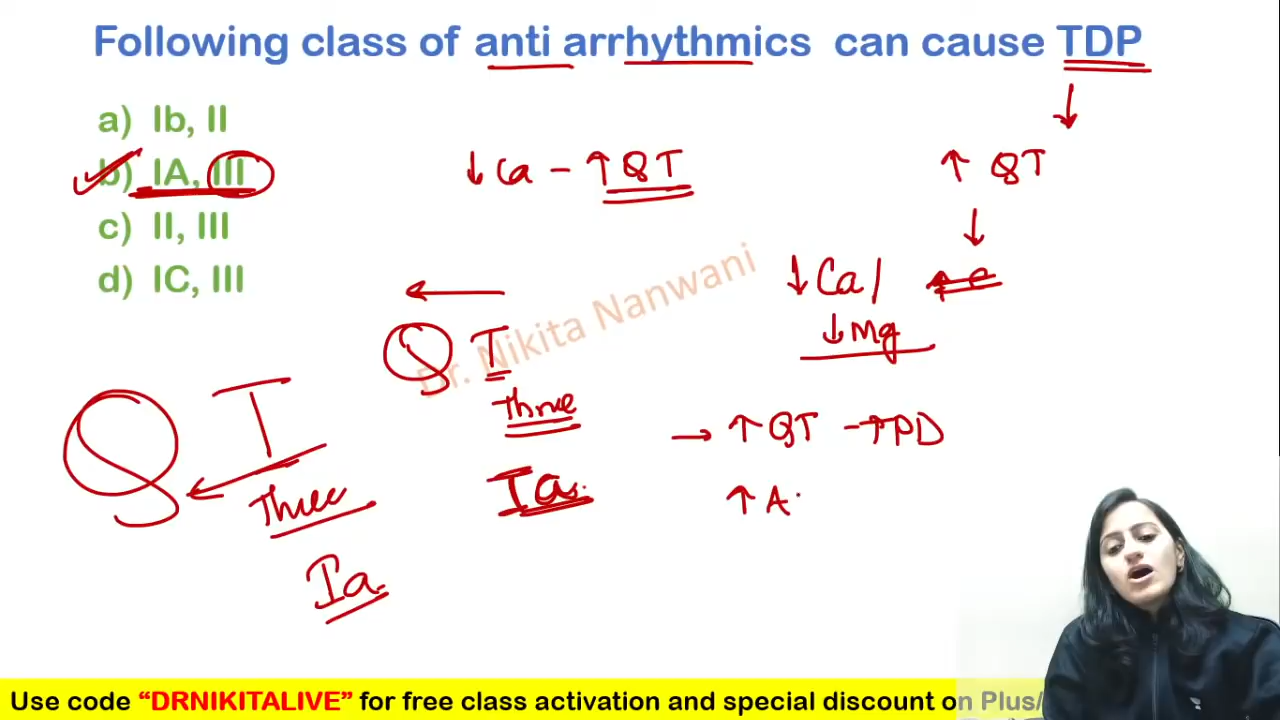 Following class of anti arrhythmics can cause TDP
a) Ib, II
b) IA, III
c) II, III
d) IC, III
↓
↓ Ca - ↑ QT
↑ QT
↓
↓ Ca /
↓ Mg
Dr. Nikita Nanwani
←
Q T
Three
Ia
→ ↑ QT - ↑ PD
↑ A
Q T
Three
Ia
Use code “DRNIKITALIVE” for free class activation and special discount on Plus/